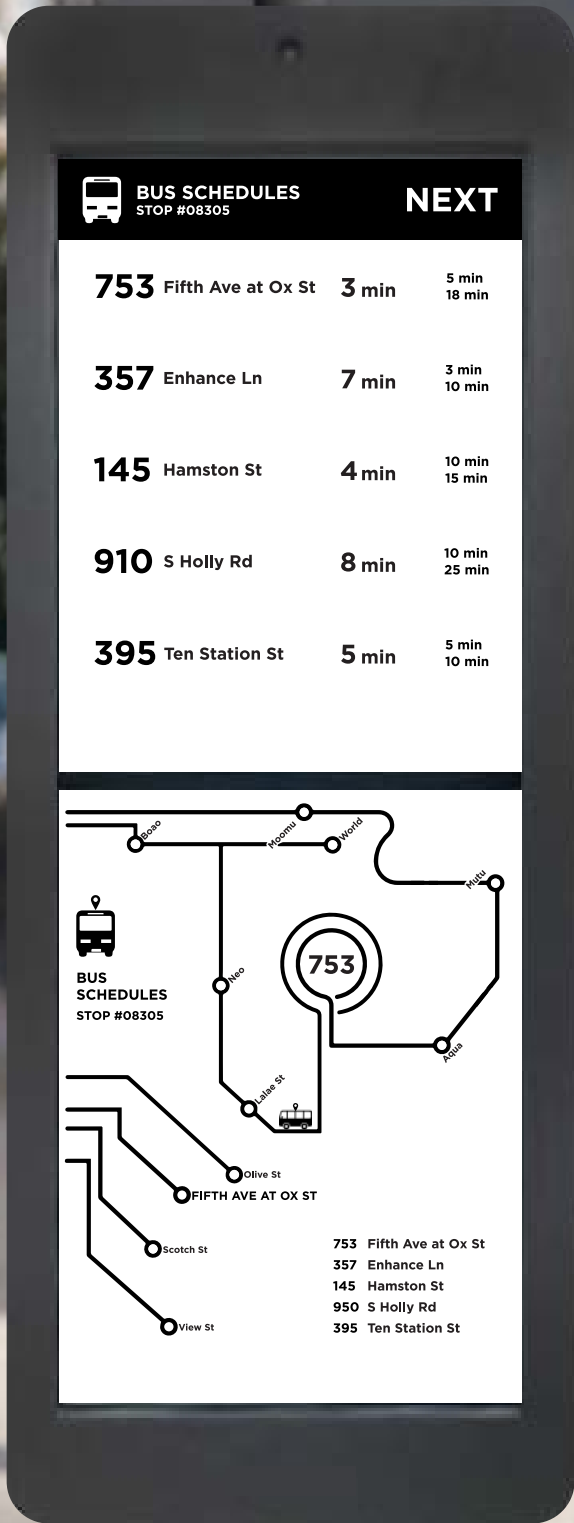 BUS SCHEDULES
STOP #08305
NEXT
753 Fifth Ave at Ox St 3 min 5 min
18 min
357 Enhance Ln 7 min 3 min
10 min
145 Hamston St 4 min 10 min
15 min
910 S Holly Rd 8 min 10 min
25 min
395 Ten Station St 5 min 5 min
10 min
Boao
Moomu
World
Mutu
753
Neo
BUS
SCHEDULES
STOP #08305
Aqua
Lalae St
Olive St
FIFTH AVE AT OX ST
Scotch St
View St
753 Fifth Ave at Ox St
357 Enhance Ln
145 Hamston St
950 S Holly Rd
395 Ten Station St